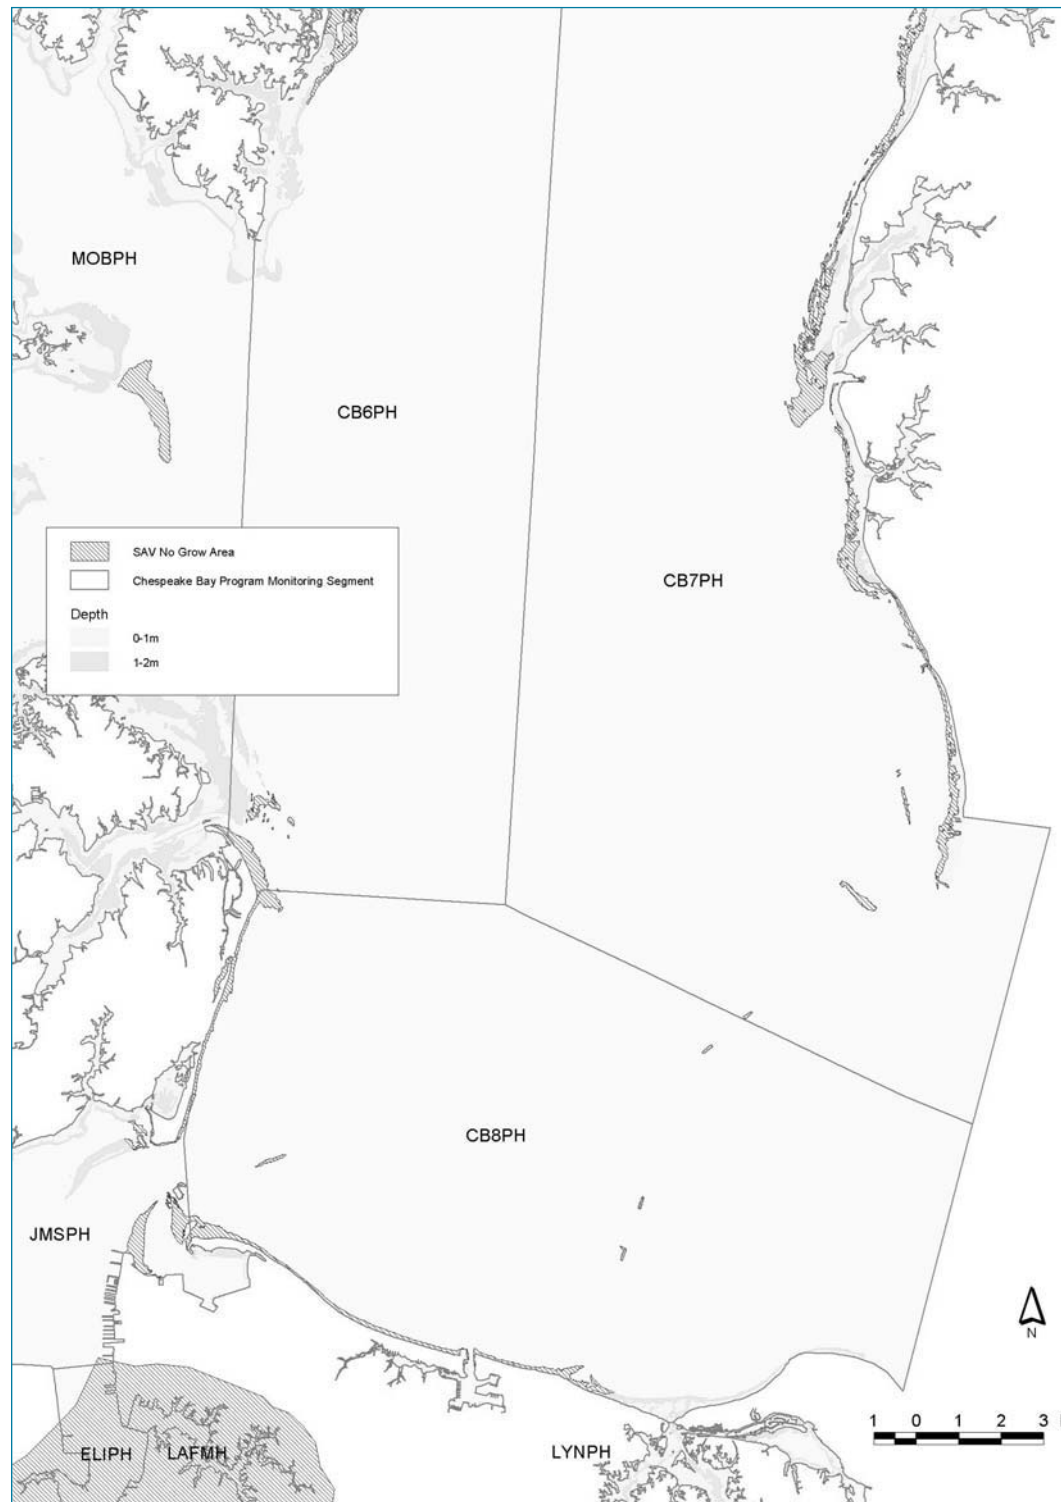 MOBPH
CB6PH
SAV No Grow Area
Chespeake Bay Program Monitoring Segment
Depth
0-1m
1-2m
CB7PH
CB8PH
JMSPH
N
1 0 1 2 3
ELIPH
LAFMH
LYNPH